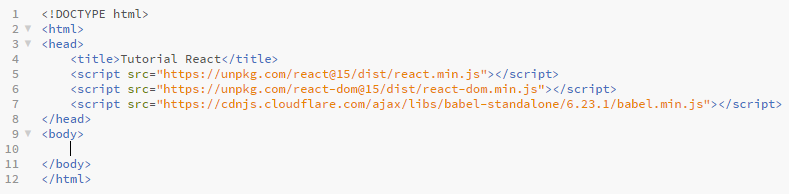 1 <!DOCTYPE html>
2 <html>
3 <head>
4     <title>Tutorial React</title>
5     <script src="https://unpkg.com/react@15/dist/react.min.js"></script>
6     <script src="https://unpkg.com/react-dom@15/dist/react-dom.min.js"></script>
7     <script src="https://cdnjs.cloudflare.com/ajax/libs/babel-standalone/6.23.1/babel.min.js"></script>
8 </head>
9 <body>
10
11 </body>
12 </html>